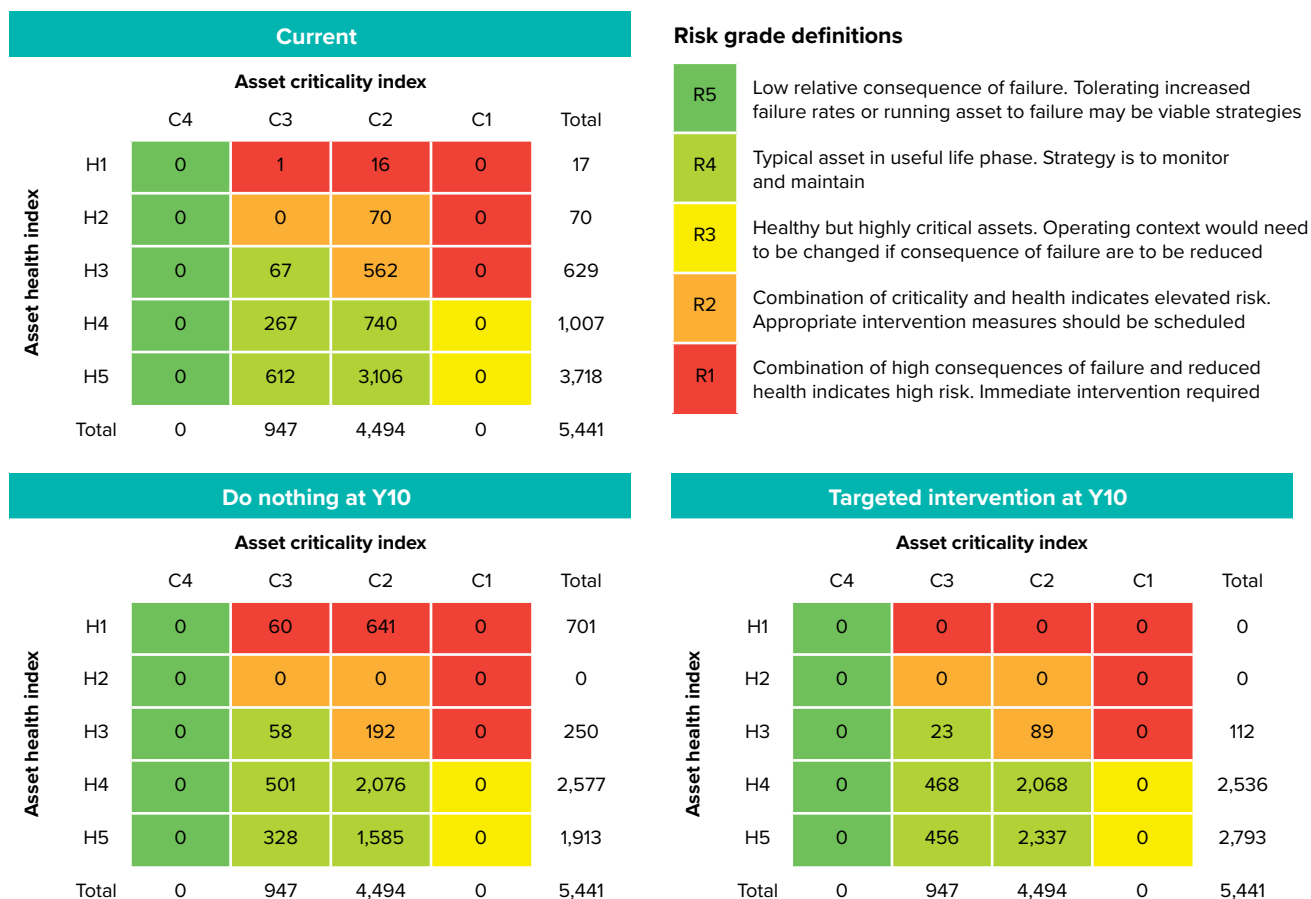 Current
Asset criticality index
C4 C3 C2 C1 Total
Asset health index
H1 0 1 16 0 17
H2 0 0 70 0 70
H3 0 67 562 0 629
H4 0 267 740 0 1,007
H5 0 612 3,106 0 3,718
Total 0 947 4,494 0 5,441
Risk grade definitions
R5 Low relative consequence of failure. Tolerating increased
failure rates or running asset to failure may be viable strategies
R4 Typical asset in useful life phase. Strategy is to monitor
and maintain
R3 Healthy but highly critical assets. Operating context would need
to be changed if consequence of failure are to be reduced
R2 Combination of criticality and health indicates elevated risk.
Appropriate intervention measures should be scheduled
R1 Combination of high consequences of failure and reduced
health indicates high risk. Immediate intervention required
Do nothing at Y10
Asset criticality index
C4 C3 C2 C1 Total
Asset health index
H1 0 60 641 0 701
H2 0 0 0 0 0
H3 0 58 192 0 250
H4 0 501 2,076 0 2,577
H5 0 328 1,585 0 1,913
Total 0 947 4,494 0 5,441
Targeted intervention at Y10
Asset criticality index
C4 C3 C2 C1 Total
Asset health index
H1 0 0 0 0 0
H2 0 0 0 0 0
H3 0 23 89 0 112
H4 0 468 2,068 0 2,536
H5 0 456 2,337 0 2,793
Total 0 947 4,494 0 5,441